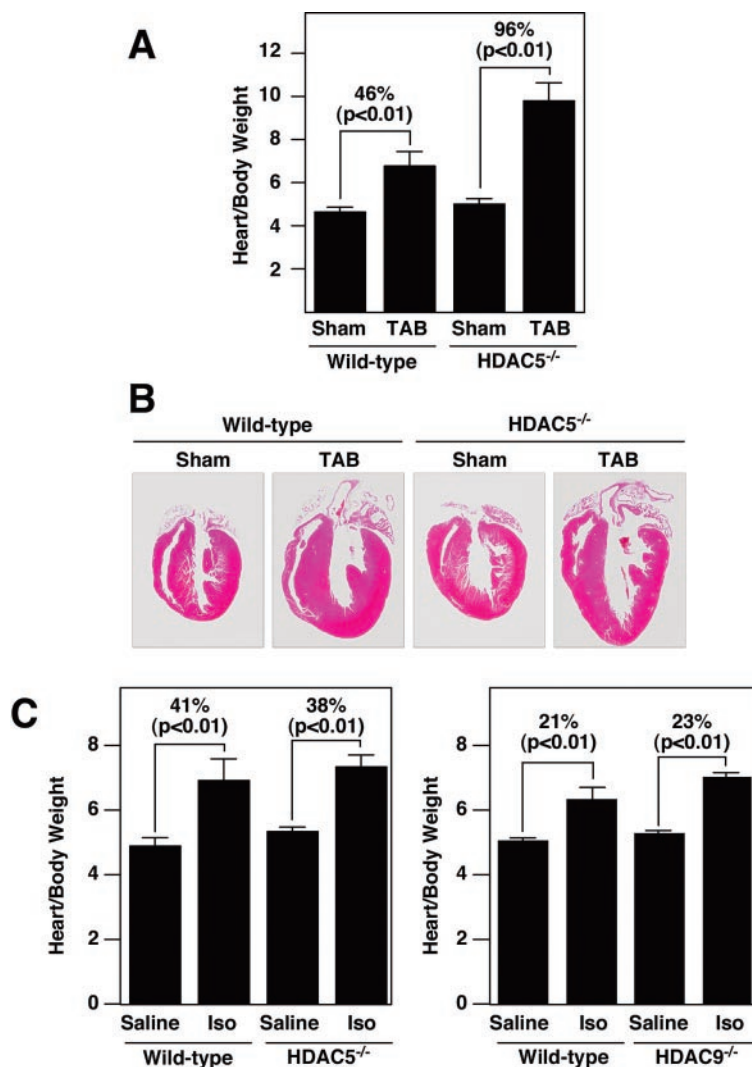 A
Heart/Body Weight
12
10
8
6
4
2
46%
(p<0.01)
96%
(p<0.01)
Sham TAB Sham TAB
Wild-type HDAC5-/-
B
Wild-type HDAC5-/-
Sham TAB Sham TAB
C
Heart/Body Weight
8
6
4
2
0
41%
(p<0.01)
38%
(p<0.01)
Saline Iso Saline Iso
Wild-type HDAC5-/-
Heart/Body Weight
8
6
4
2
0
21%
(p<0.01)
23%
(p<0.01)
Saline Iso Saline Iso
Wild-type HDAC9-/-